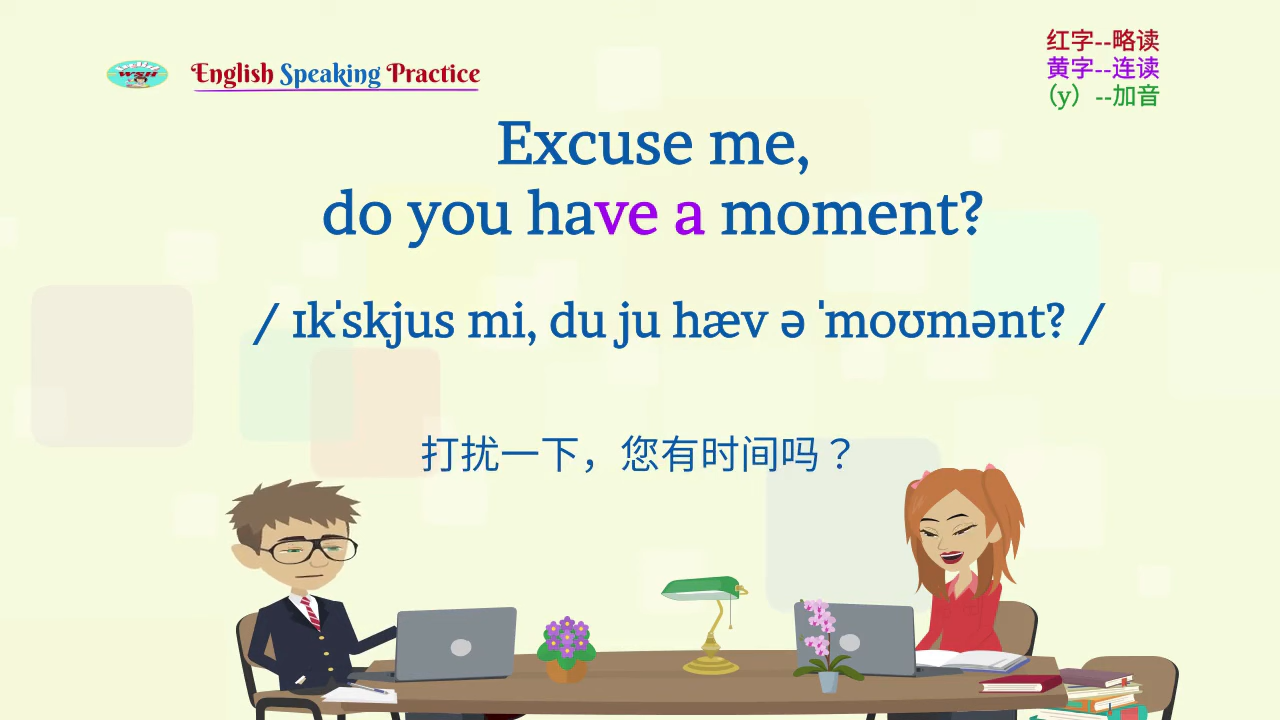 English Speaking Practice
红字--略读
黄字--连读
（y）--加音
Excuse me,
do you have a moment?
/ ɪkˈskjus mi, du ju hæv ə ˈmoʊmənt? /
打扰一下，您有时间吗？